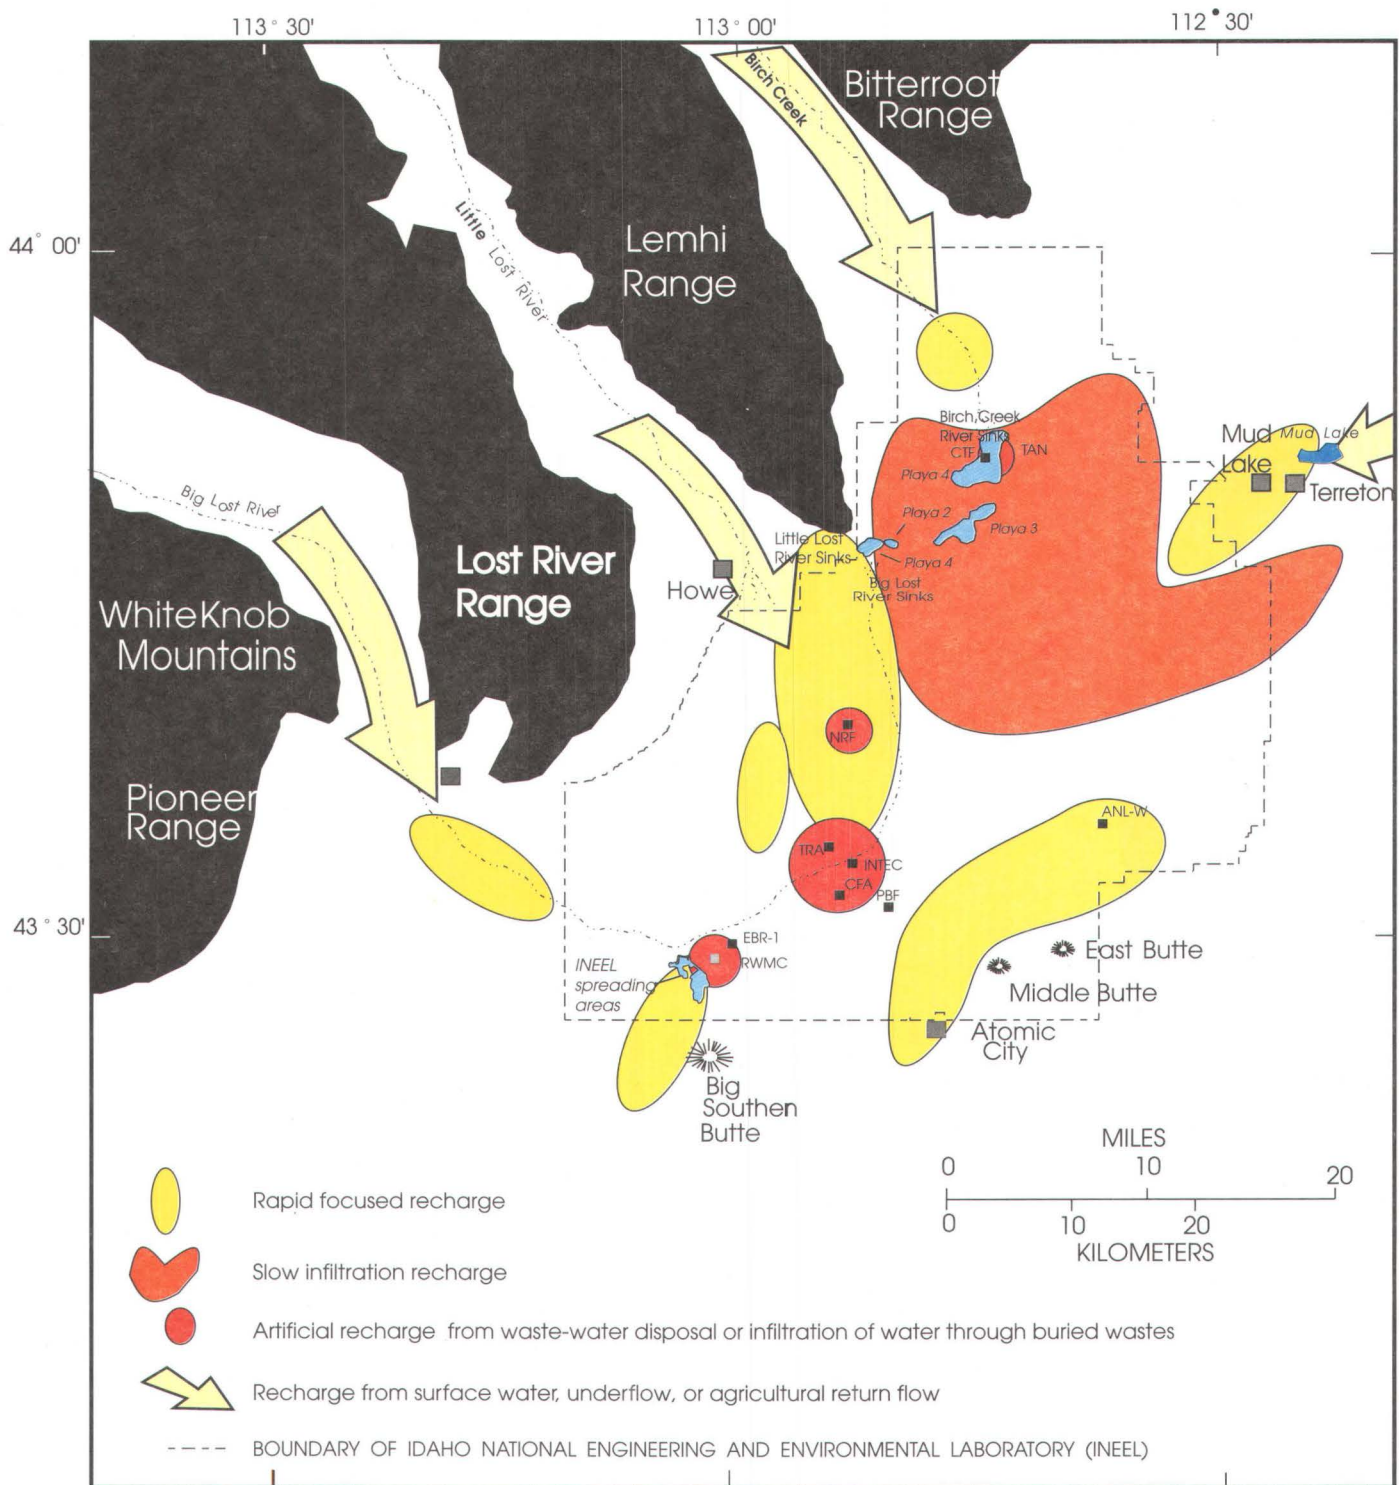 113° 30'
113° 00'
112° 30'
Birch Creek
Bitterroot
Range
44° 00'
Little Lost River
Lemhi
Range
Birch Creek
River Sinks
CTF
TAN
Playa 4
Mud
Lake
Mud Lake
Terreton
Big Lost River
Playa 2
Playa 3
Little Lost
River Sinks
Playa 4
Big Lost
River Sinks
Howe
Lost River
Range
White Knob
Mountains
NRF
Pioneer
Range
ANL-W
TRA
INTEC
CFA
PBF
43° 30'
EBR-1
RWMC
INEEL
spreading
areas
East Butte
Middle Butte
Atomic
City
Big
Southen
Butte
MILES
0 10 20
0 10 20
KILOMETERS
Rapid focused recharge
Slow infiltration recharge
Artificial recharge from waste-water disposal or infiltration of water through buried wastes
Recharge from surface water, underflow, or agricultural return flow
BOUNDARY OF IDAHO NATIONAL ENGINEERING AND ENVIRONMENTAL LABORATORY (INEEL)